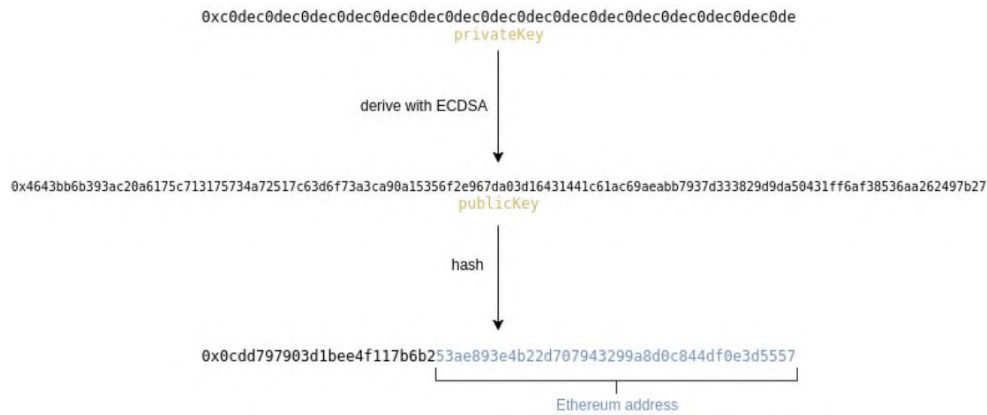 0xc0dec0dec0dec0dec0dec0dec0dec0dec0dec0dec0dec0dec0dec0dec0dec0de
privateKey
derive with ECDSA
0x4643bb6b393ac20a6175c713175734a72517c63d6f73a3ca90a15356f2e967da03d16431441c61ac69aeabb7937d333829d9da50431ff6af38536aa262497b27
publicKey
hash
0x0cdd797903d1bee4f117b6b253ae893e4b22d707943299a8d0c844df0e3d5557
Ethereum address